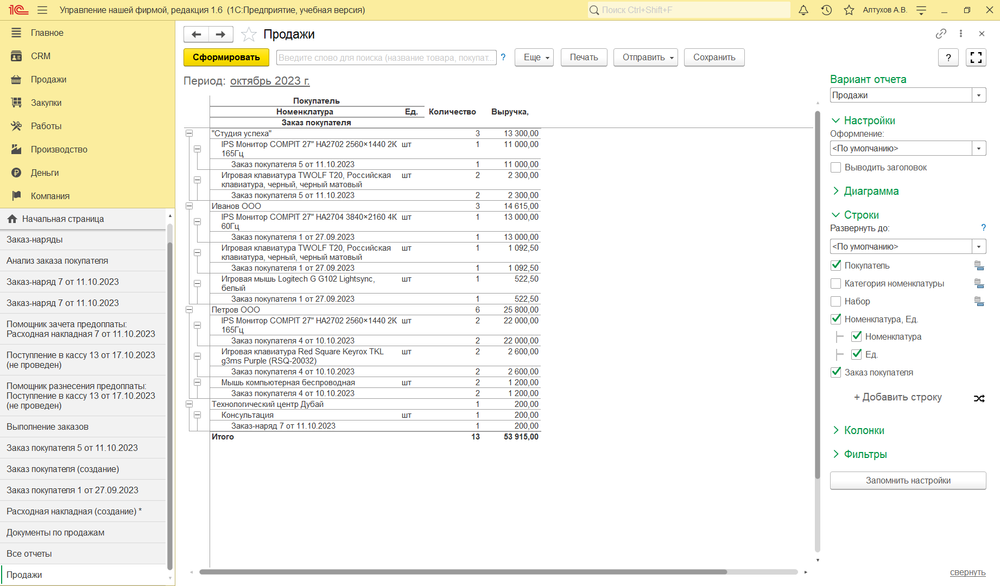 1С Управление нашей фирмой, редакция 1.6 (1С:Предприятие, учебная версия)
Поиск Ctrl+Shift+F
Алтухов А.В.
Главное
CRM
Продажи
Закупки
Работы
Производство
Деньги
Компания
Начальная страница
Заказ-наряды
Анализ заказа покупателя
Заказ-наряд 7 от 11.10.2023
Заказ-наряд 7 от 11.10.2023
Помощник зачета предоплаты:
Расходная накладная 7 от 11.10.2023
Поступление в кассу 13 от 17.10.2023
(не проведен)
Помощник разнесения предоплаты:
Поступление в кассу 13 от 17.10.2023
(не проведен)
Выполнение заказов
Заказ покупателя 5 от 11.10.2023
Заказ покупателя (создание)
Заказ покупателя 1 от 27.09.2023
Расходная накладная (создание) *
Документы по продажам
Все отчеты
Продажи
Продажи
Сформировать
Введите слово для поиска (название товара, покупат...
?
Еще
Печать
Отправить
Сохранить
?
Период: октябрь 2023 г.
Покупатель
Номенклатура Ед. Количество Выручка,
Заказ покупателя
"Студия успеха" 3 13 300,00
IPS Монитор COMPIT 27" HA2702 2560×1440 2К шт 1 11 000,00
165Гц
Заказ покупателя 5 от 11.10.2023 1 11 000,00
Игровая клавиатура TWOLF T20, Российская шт 2 2 300,00
клавиатура, черный, черный матовый
Заказ покупателя 5 от 11.10.2023 2 2 300,00
Иванов ООО 3 14 615,00
IPS Монитор COMPIT 27" HA2704 3840×2160 4К шт 1 13 000,00
60Гц
Заказ покупателя 1 от 27.09.2023 1 13 000,00
Игровая клавиатура TWOLF T20, Российская шт 1 1 092,50
клавиатура, черный, черный матовый
Заказ покупателя 1 от 27.09.2023 1 1 092,50
Игровая мышь Logitech G G102 Lightsync, шт 1 522,50
белый
Заказ покупателя 1 от 27.09.2023 1 522,50
Петров ООО 6 25 800,00
IPS Монитор COMPIT 27" HA2702 2560×1440 2К шт 2 22 000,00
165Гц
Заказ покупателя 4 от 10.10.2023 2 22 000,00
Игровая клавиатура Red Square Keyrox TKL шт 2 2 600,00
g3ms Purple (RSQ-20032)
Заказ покупателя 4 от 10.10.2023 2 2 600,00
Мышь компьютерная беспроводная шт 2 1 200,00
Заказ покупателя 4 от 10.10.2023 2 1 200,00
Технологический центр Дубай 1 200,00
Консультация шт 1 200,00
Заказ-наряд 7 от 11.10.2023 1 200,00
Итого 13 53 915,00
Вариант отчета
Продажи
Настройки
Оформление:
<По умолчанию>
Выводить заголовок
Диаграмма
Строки
Развернуть до: ?
<По умолчанию>
Покупатель
Категория номенклатуры
Набор
Номенклатура, Ед.
Номенклатура
Ед.
Заказ покупателя
+ Добавить строку
Колонки
Фильтры
Запомнить настройки
свернуть